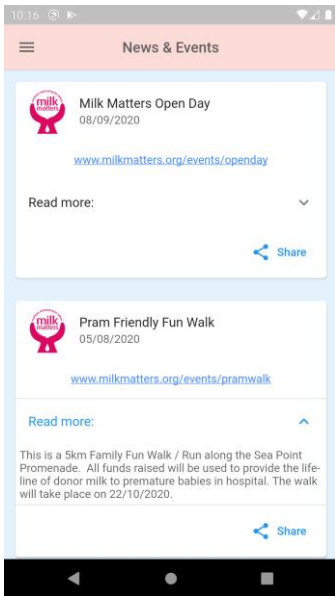 10:16
News & Events
milk
matters
Milk Matters Open Day
08/09/2020
www.milkmatters.org/events/openday
Read more:
Share
milk
matters
Pram Friendly Fun Walk
05/08/2020
www.milkmatters.org/events/pramwalk
Read more:
This is a 5km Family Fun Walk / Run along the Sea Point
Promenade. All funds raised will be used to provide the life-
line of donor milk to premature babies in hospital. The walk
will take place on 22/10/2020.
Share